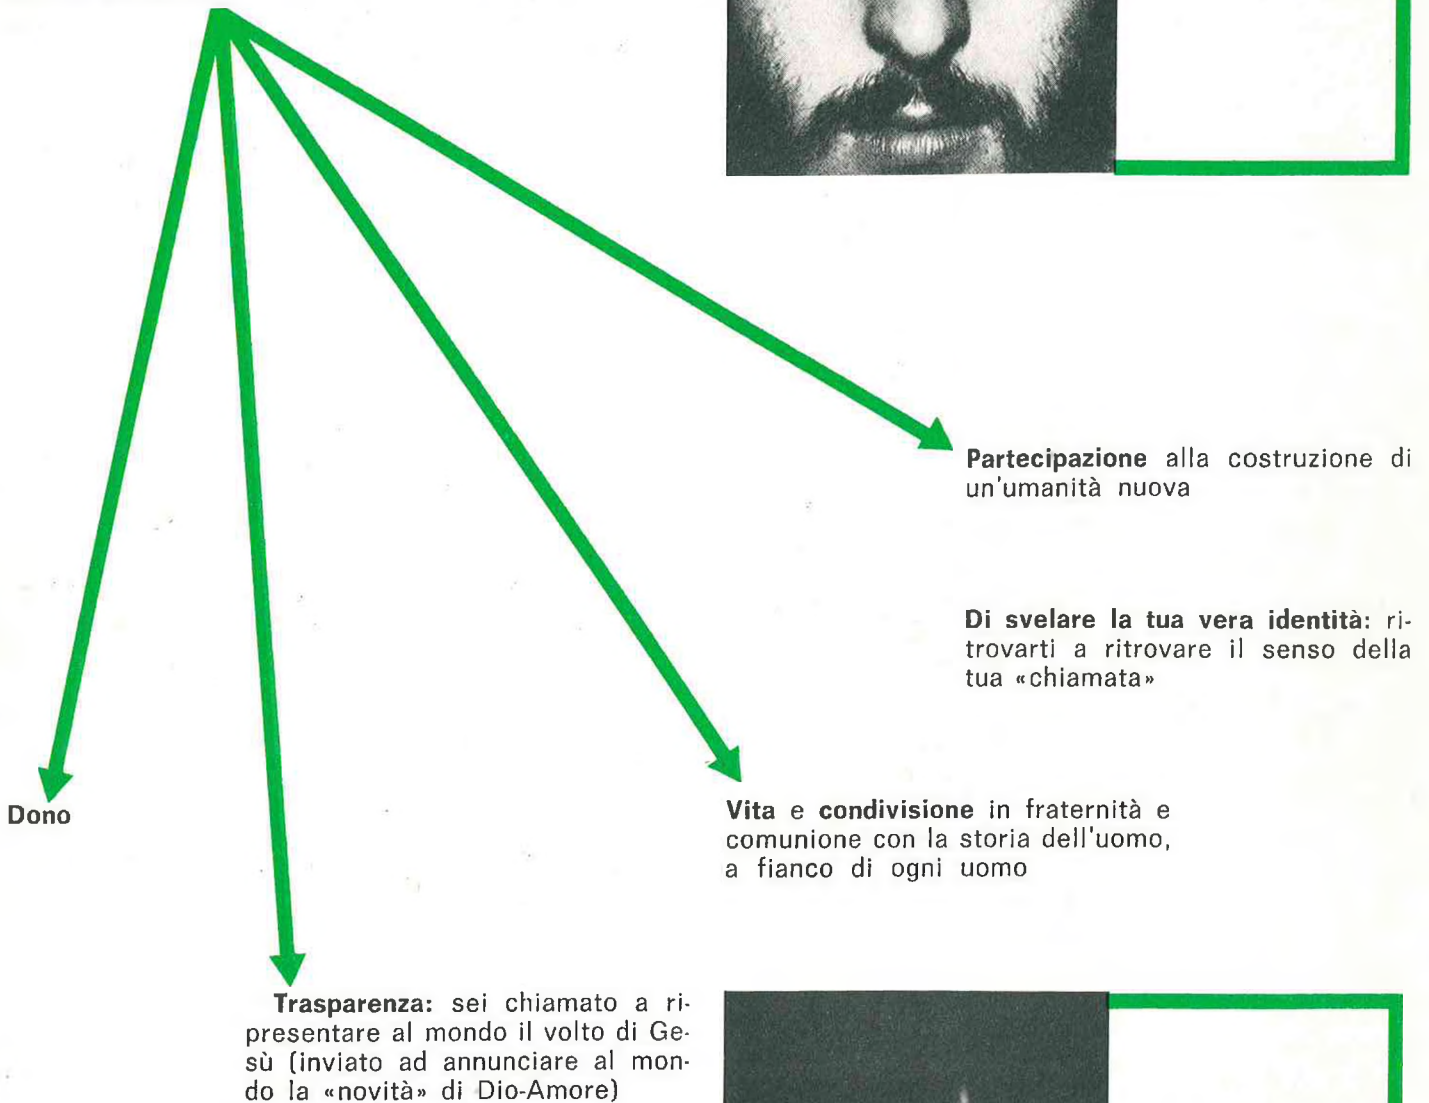 Partecipazione alla costruzione di
un'umanità nuova
Di svelare la tua vera identità: ri-
trovarti a ritrovare il senso della
tua «chiamata»
Dono
Vita e condivisione in fraternità e
comunione con la storia dell'uomo,
a fianco di ogni uomo
Trasparenza: sei chiamato a ri-
presentare al mondo il volto di Ge-
sù (inviato ad annunciare al mon-
do la «novità» di Dio-Amore)